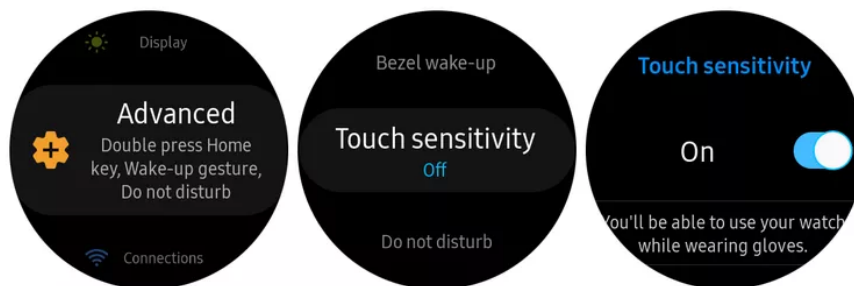 Display
Advanced
Double press Home
key, Wake-up gesture,
Do not disturb
Connections
Bezel wake-up
Touch sensitivity
Off
Do not disturb
Touch sensitivity
On
You'll be able to use your watch
while wearing gloves.